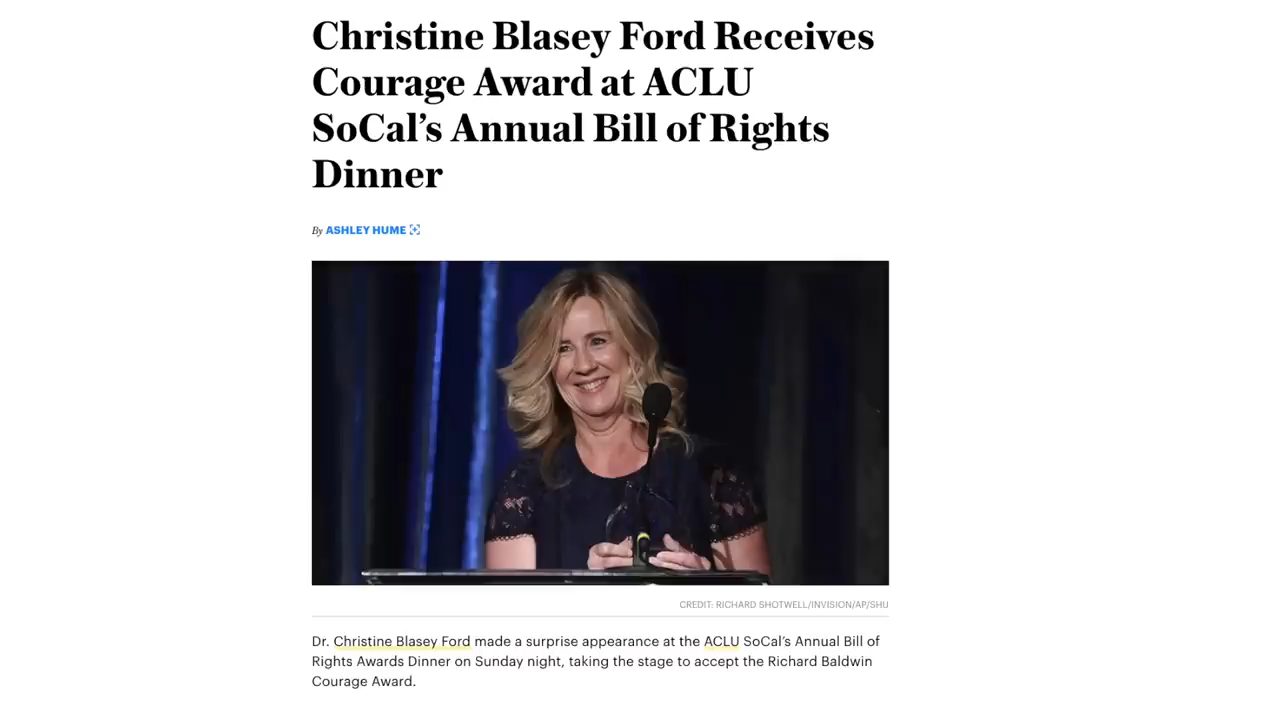 Christine Blasey Ford Receives
Courage Award at ACLU
SoCal’s Annual Bill of Rights
Dinner
By ASHLEY HUME
CREDIT: RICHARD SHOTWELL/INVISION/AP/SHU
Dr. Christine Blasey Ford made a surprise appearance at the ACLU SoCal’s Annual Bill of
Rights Awards Dinner on Sunday night, taking the stage to accept the Richard Baldwin
Courage Award.